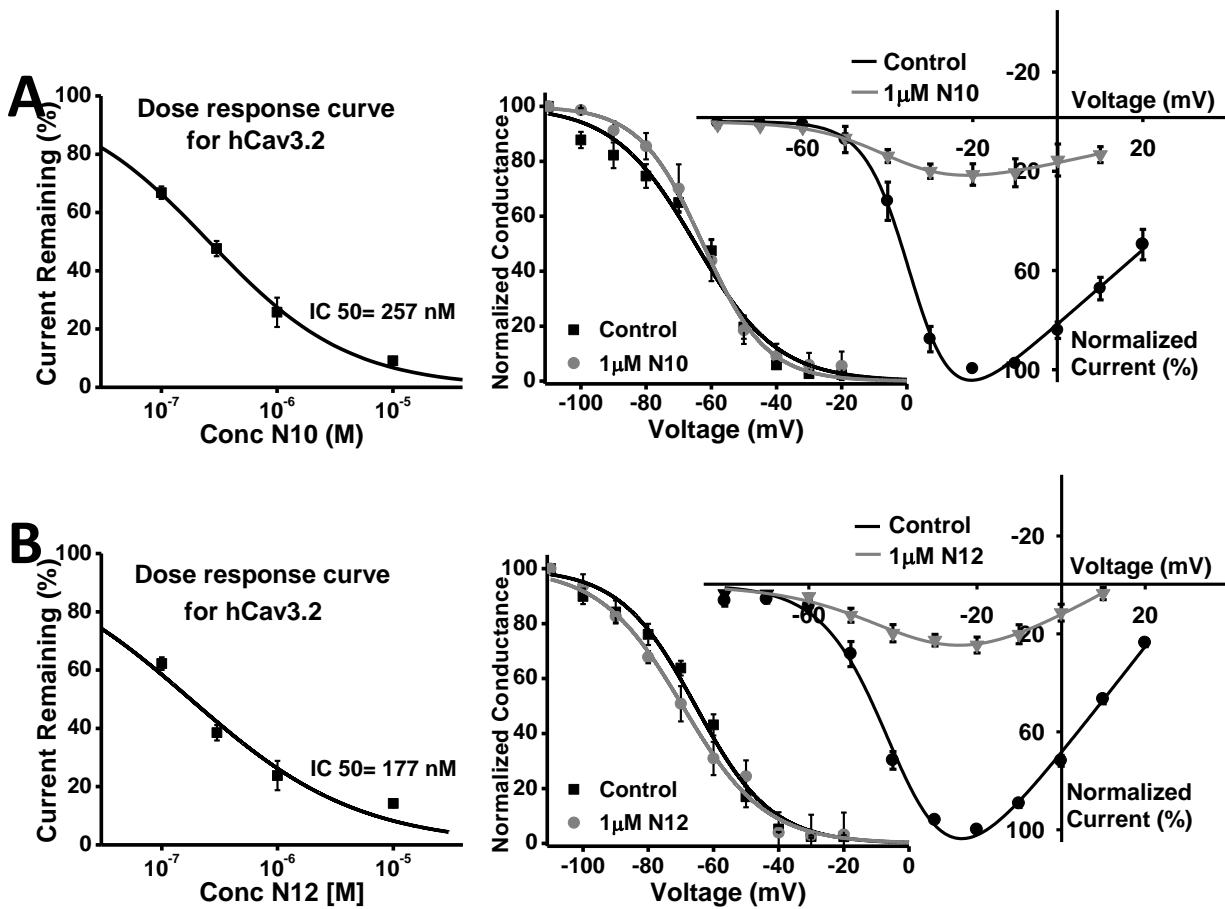 A
Dose response curve
for hCav3.2
Current Remaining (%)
100
80
60
40
20
0
IC 50= 257 nM
10⁻⁷
10⁻⁶
10⁻⁵
Conc N10 (M)
Normalized Conductance
100
80
60
40
20
0
Control
1μM N10
-100
-80
-60
-40
-20
0
Voltage (mV)
Control
1μM N10
-20
Voltage (mV)
-60
-20
20
20
60
100
Normalized
Current (%)
B
Dose response curve
for hCav3.2
Current Remaining (%)
100
80
60
40
20
0
IC 50= 177 nM
10⁻⁷
10⁻⁶
10⁻⁵
Conc N12 [M]
Normalized Conductance
100
80
60
40
20
0
Control
1μM N12
-100
-80
-60
-40
-20
0
Voltage (mV)
Control
1μM N12
-20
Voltage (mV)
-60
-20
20
20
60
100
Normalized
Current (%)